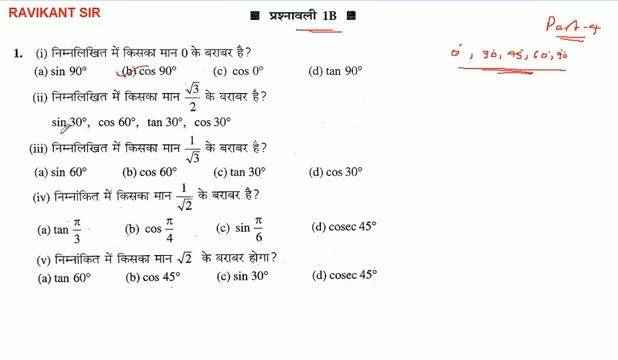 RAVIKANT SIR
प्रश्नावली 1B
Part-4
0°, 30, 45, 60, 90
1. (i) निम्नलिखित में किसका मान 0 के बराबर है?
(a) sin 90° (b) cos 90° (c) cos 0° (d) tan 90°
(ii) निम्नलिखित में किसका मान √3/2 के बराबर है?
sin 30°, cos 60°, tan 30°, cos 30°
(iii) निम्नलिखित में किसका मान 1/√3 के बराबर है?
(a) sin 60° (b) cos 60° (c) tan 30° (d) cos 30°
(iv) निम्नांकित में किसका मान 1/√2 के बराबर है?
(a) tan π/3 (b) cos π/4 (c) sin π/6 (d) cosec 45°
(v) निम्नांकित में किसका मान √2 के बराबर होगा?
(a) tan 60° (b) cos 45° (c) sin 30° (d) cosec 45°